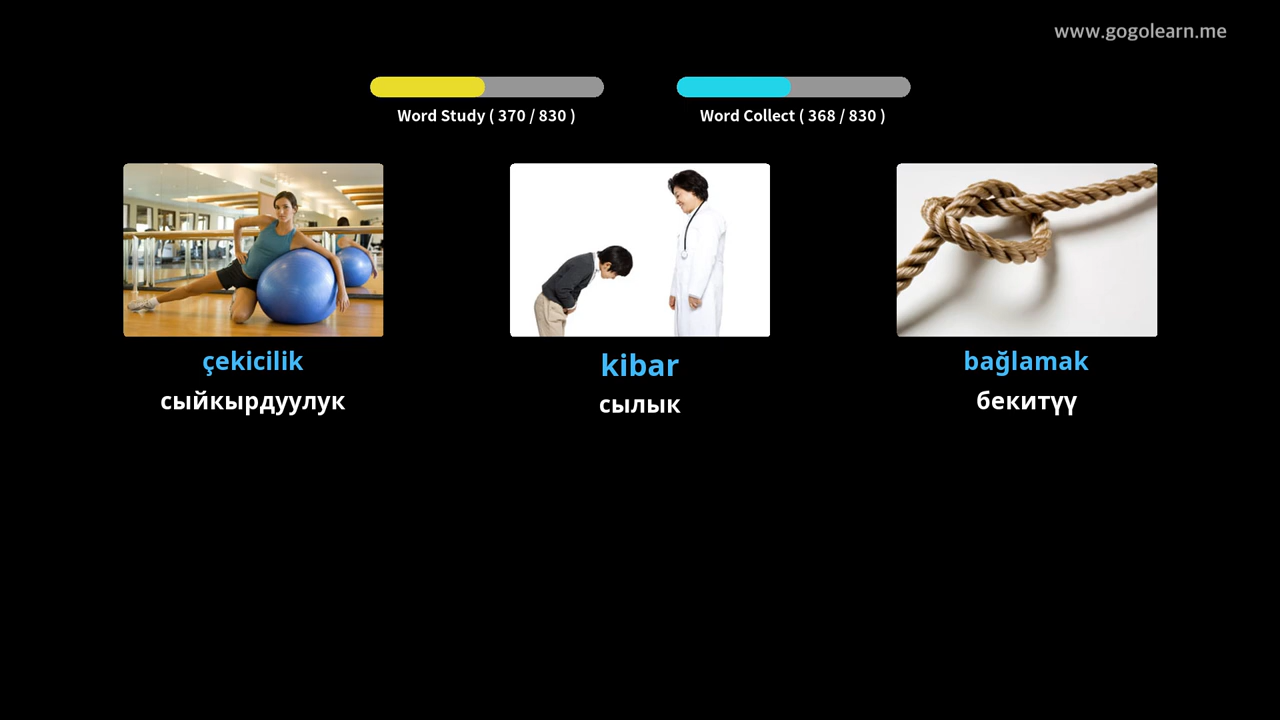 www.gogolearn.me
Word Study ( 370 / 830 )
Word Collect ( 368 / 830 )
çekicilik
сыйкырдуулук
kibar
сылык
bağlamak
бекитүү